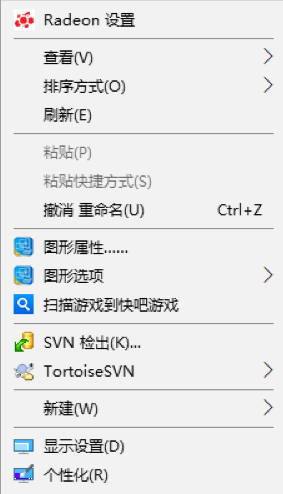 Radeon 设置
查看(V)
排序方式(O)
刷新(E)
粘贴(P)
粘贴快捷方式(S)
撤消 重命名(U) Ctrl+Z
图形属性......
图形选项
扫描游戏到快吧游戏
SVN 检出(K)...
TortoiseSVN
新建(W)
显示设置(D)
个性化(R)